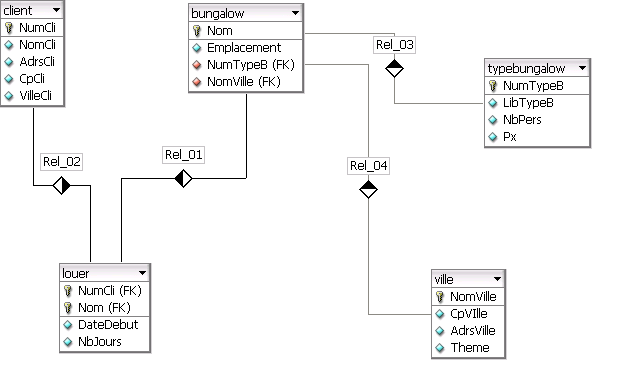 client
NumCli
NomCli
AdrsCli
CpCli
VilleCli
bungalow
Nom
Emplacement
NumTypeB (FK)
NomVille (FK)
Rel_03
typebungalow
NumTypeB
LibTypeB
NbPers
Px
Rel_02
Rel_01
Rel_04
louer
NumCli (FK)
Nom (FK)
DateDebut
NbJours
ville
NomVille
CpVIlle
AdrsVille
Theme